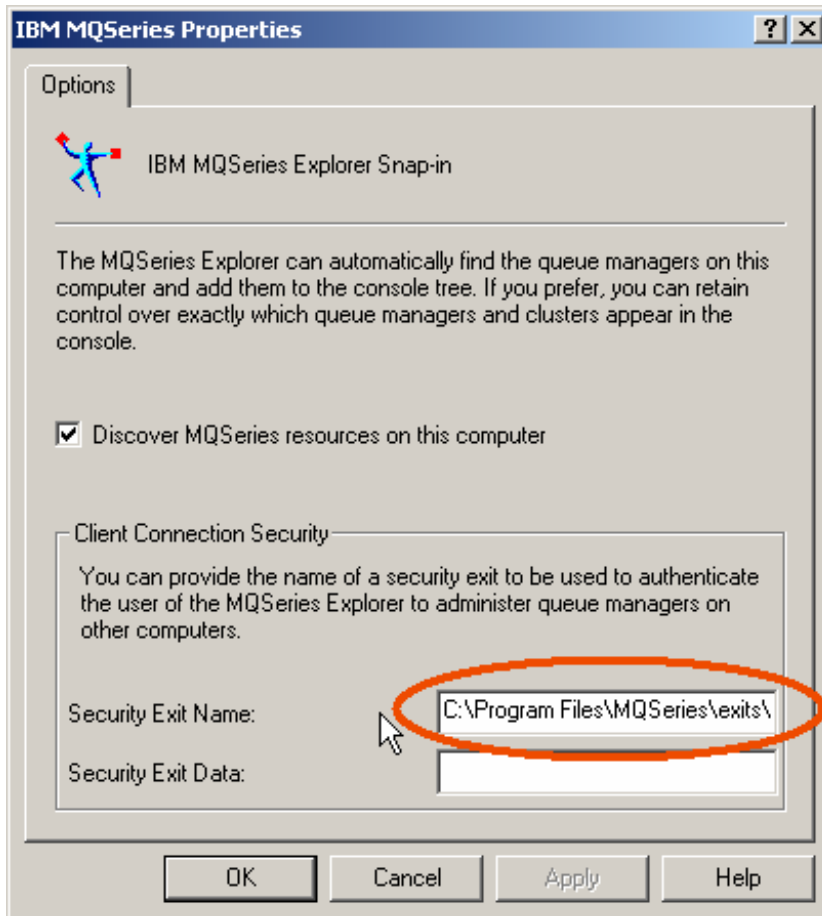 IBM MQSeries Properties
Options
IBM MQSeries Explorer Snap-in
The MQSeries Explorer can automatically find the queue managers on this
computer and add them to the console tree. If you prefer, you can retain
control over exactly which queue managers and clusters appear in the
console.
Discover MQSeries resources on this computer
Client Connection Security
You can provide the name of a security exit to be used to authenticate
the user of the MQSeries Explorer to administer queue managers on
other computers.
Security Exit Name: C:\Program Files\MQSeries\exits\
Security Exit Data:
OK Cancel Apply Help